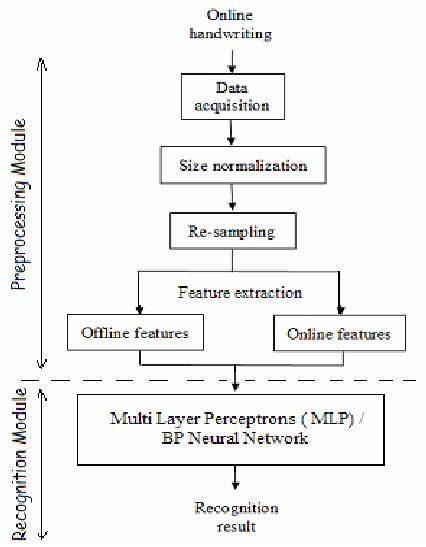 Online
handwriting
Data
acquisition
Size normalization
Re-sampling
Feature extraction
Offline features
Online features
Preprocessing Module
Multi Layer Perceptrons ( MLP) /
BP Neural Network
Recognition
result
Recognition Module